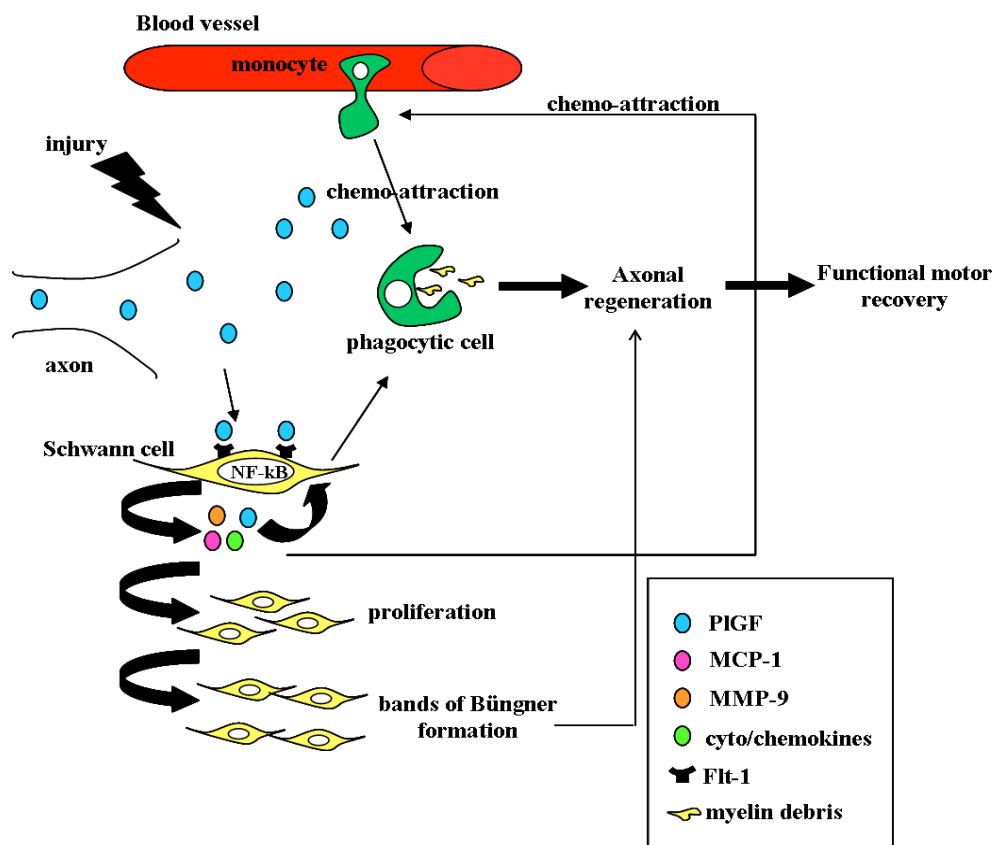 Blood vessel
monocyte
chemo-attraction
injury
chemo-attraction
Axonal
regeneration
Functional motor
recovery
phagocytic cell
axon
Schwann cell
NF-kB
proliferation
bands of Büngner
formation
PlGF
MCP-1
MMP-9
cyto/chemokines
Flt-1
myelin debris